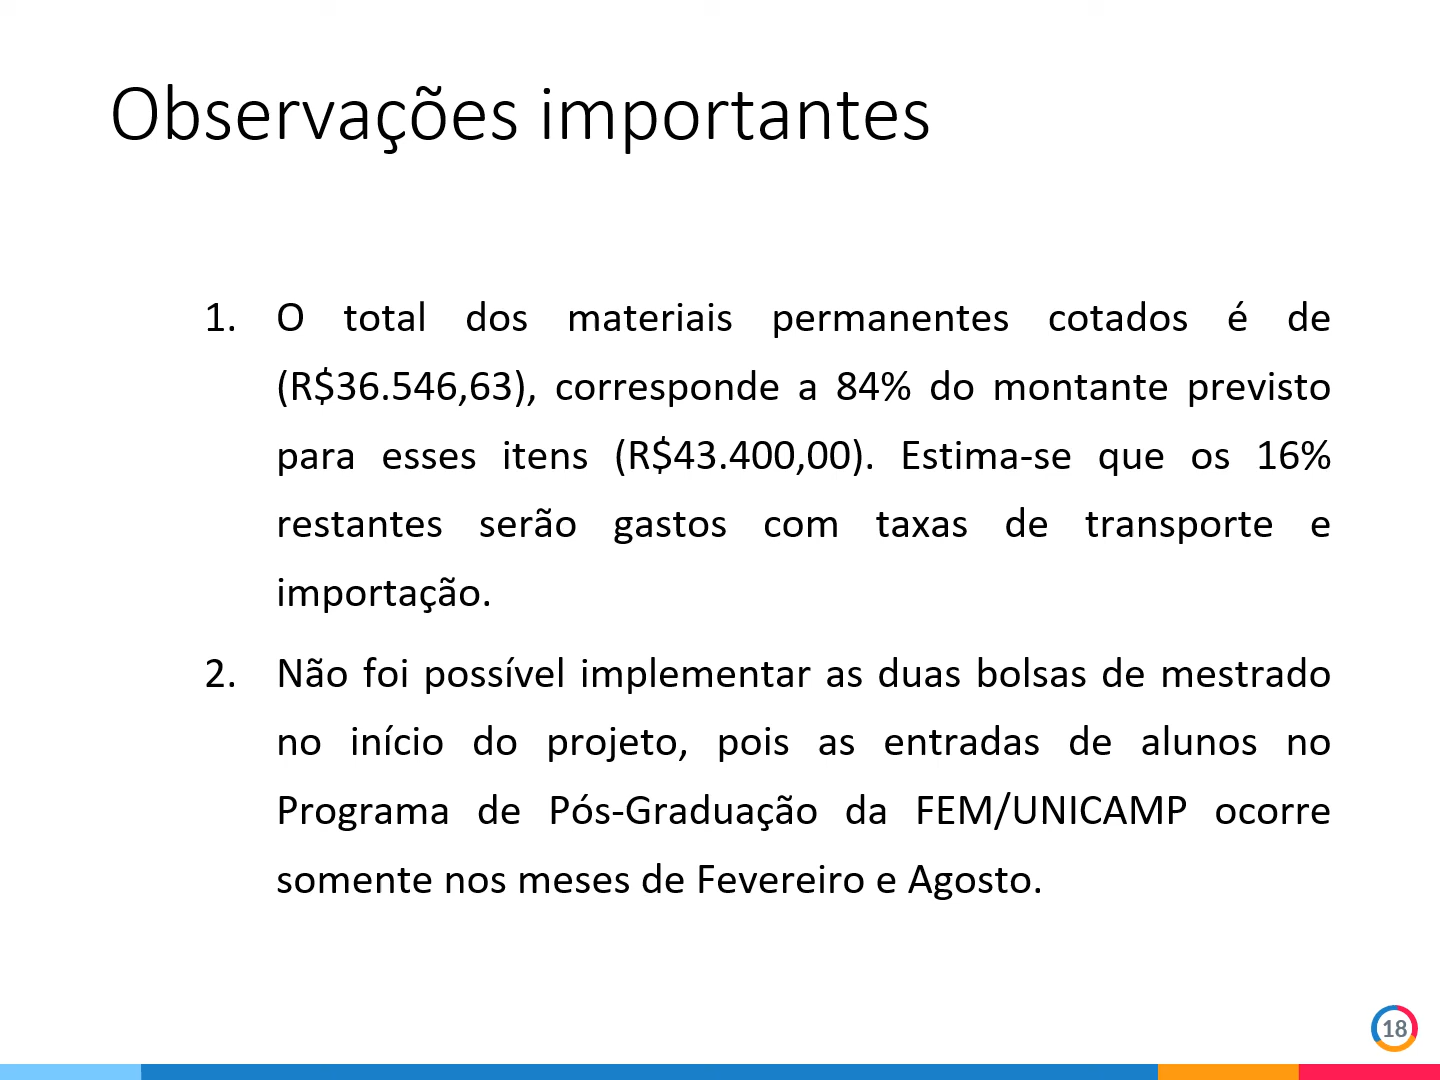 Observações importantes
1. O total dos materiais permanentes cotados é de
(R$36.546,63), corresponde a 84% do montante previsto
para esses itens (R$43.400,00). Estima-se que os 16%
restantes serão gastos com taxas de transporte e
importação.
2. Não foi possível implementar as duas bolsas de mestrado
no início do projeto, pois as entradas de alunos no
Programa de Pós-Graduação da FEM/UNICAMP ocorre
somente nos meses de Fevereiro e Agosto.
18